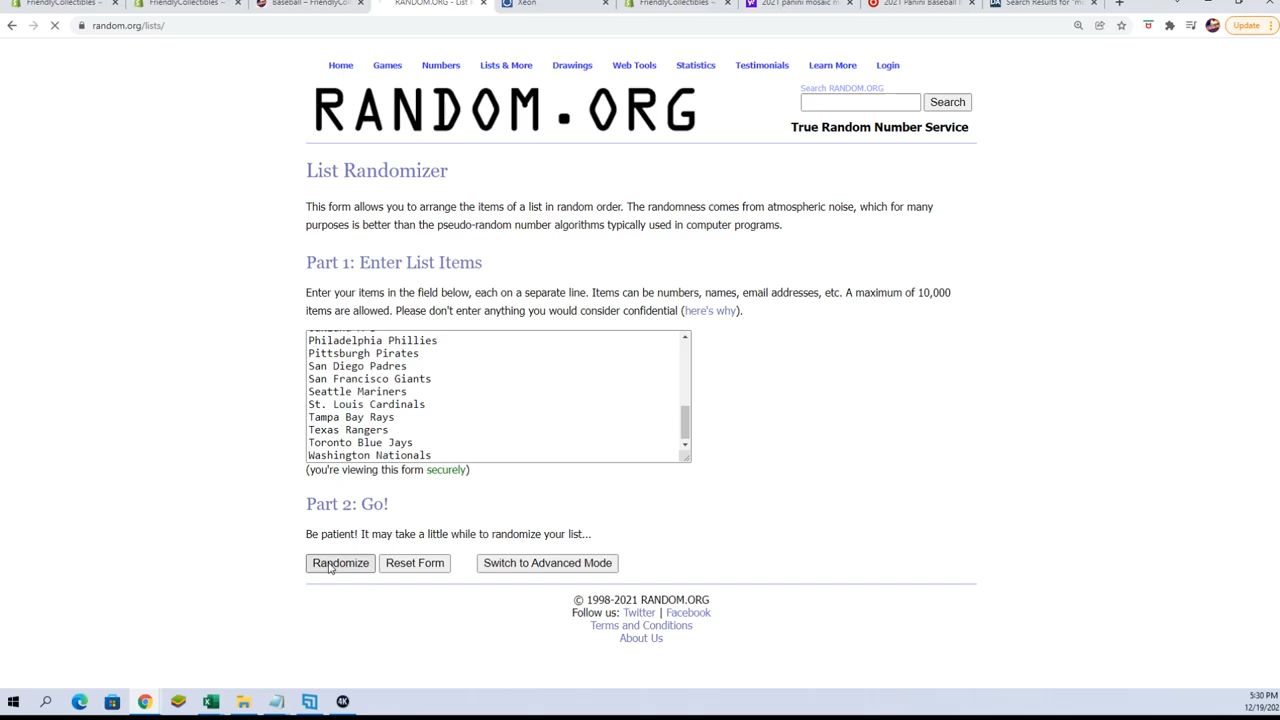 FriendlyCollectibles –
FriendlyCollectibles –
Baseball – FriendlyColl
RANDOM.ORG - List
Xeon
FriendlyCollectibles –
2021 panini mosaic m
2021 Panini Baseball
Search Results for "m
random.org/lists/
Update
Home Games Numbers Lists & More Drawings Web Tools Statistics Testimonials Learn More Login
RANDOM.ORG
Search RANDOM.ORG
Search
True Random Number Service
List Randomizer
This form allows you to arrange the items of a list in random order. The randomness comes from atmospheric noise, which for many
purposes is better than the pseudo-random number algorithms typically used in computer programs.
Part 1: Enter List Items
Enter your items in the field below, each on a separate line. Items can be numbers, names, email addresses, etc. A maximum of 10,000
items are allowed. Please don't enter anything you would consider confidential (here's why).
Philadelphia Phillies
Pittsburgh Pirates
San Diego Padres
San Francisco Giants
Seattle Mariners
St. Louis Cardinals
Tampa Bay Rays
Texas Rangers
Toronto Blue Jays
Washington Nationals
(you're viewing this form securely)
Part 2: Go!
Be patient! It may take a little while to randomize your list...
Randomize Reset Form Switch to Advanced Mode
© 1998-2021 RANDOM.ORG
Follow us: Twitter | Facebook
Terms and Conditions
About Us
4K
5:30 PM
12/19/202